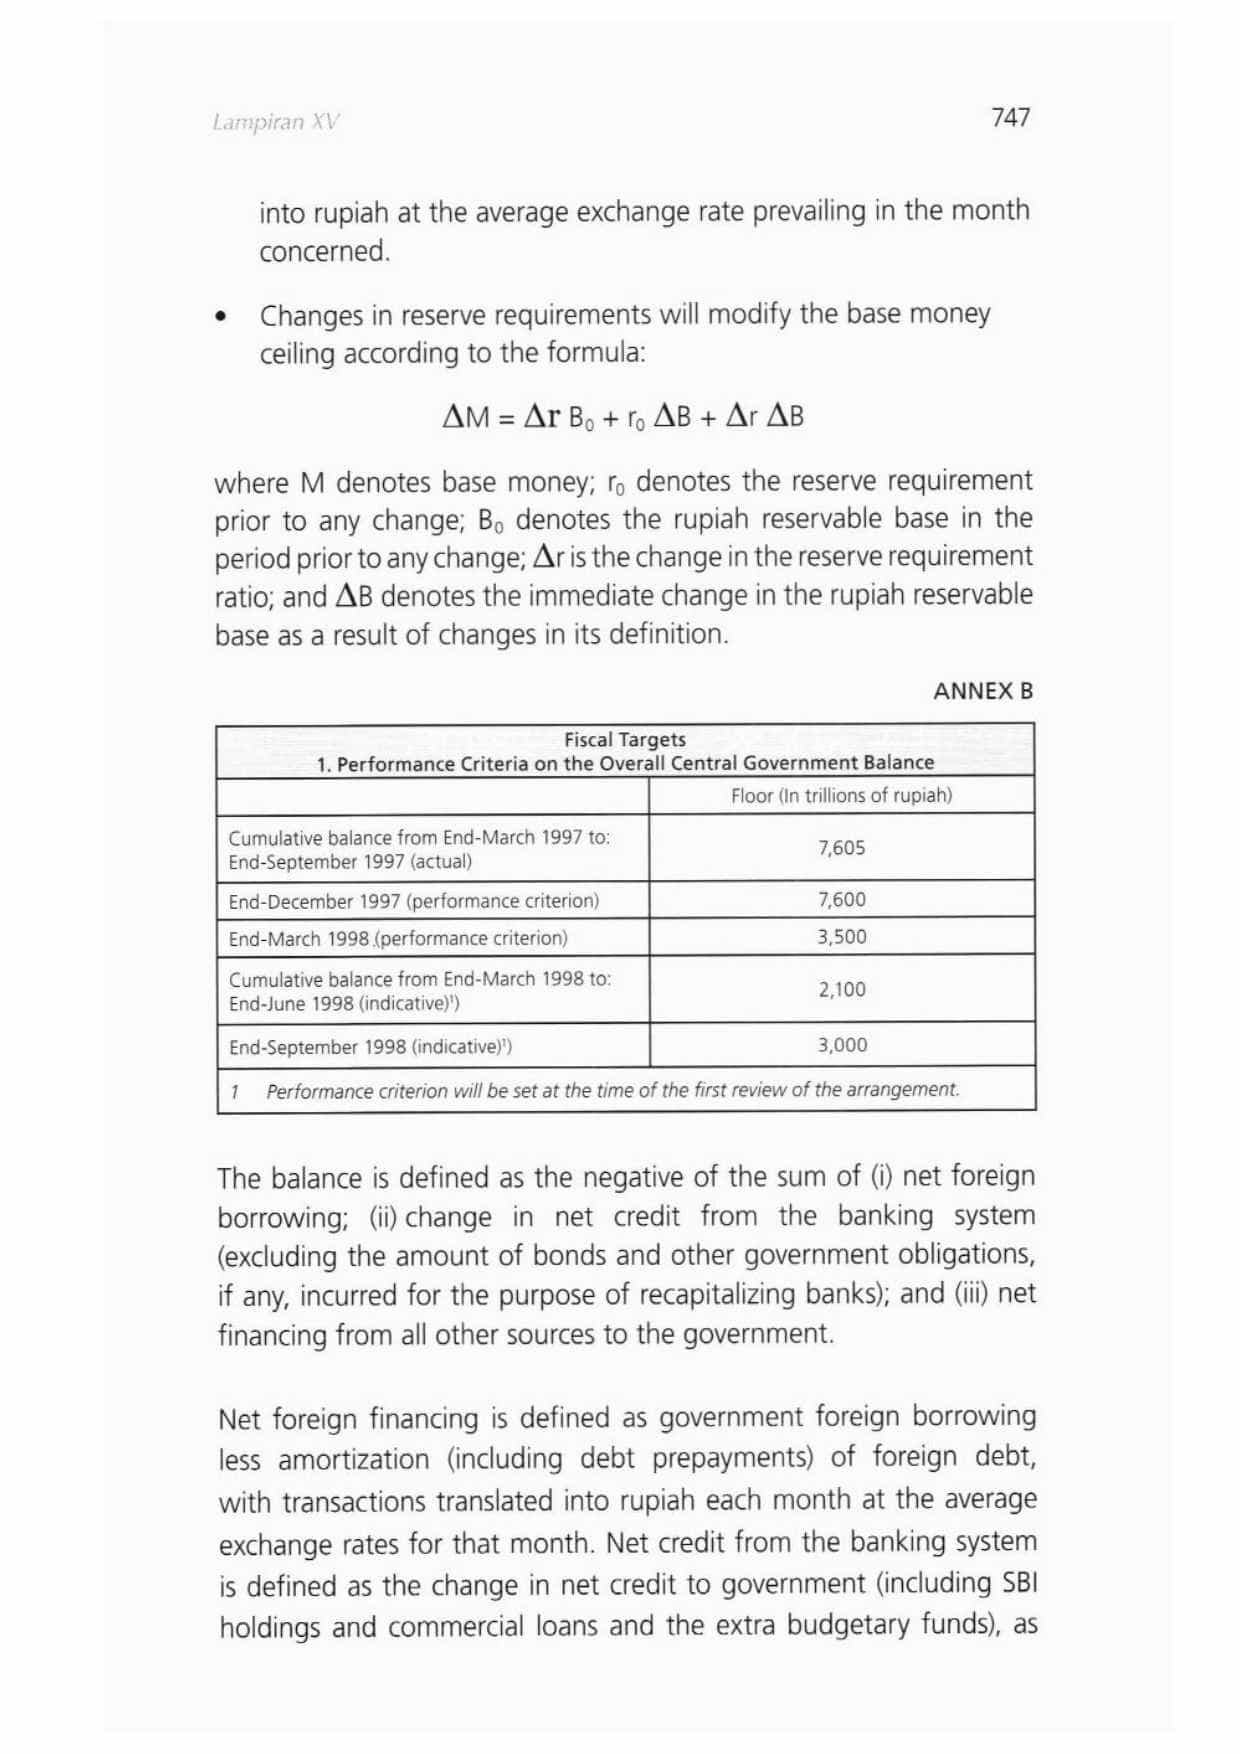 Lampiran XV
747
into rupiah at the average exchange rate prevailing in the month
concerned.
• Changes in reserve requirements will modify the base money
ceiling according to the formula:
ΔM = Δr B₀ + r₀ ΔB + Δr ΔB
where M denotes base money; r₀ denotes the reserve requirement
prior to any change; B₀ denotes the rupiah reservable base in the
period prior to any change; Δr is the change in the reserve requirement
ratio; and ΔB denotes the immediate change in the rupiah reservable
base as a result of changes in its definition.
ANNEX B
Fiscal Targets
1. Performance Criteria on the Overall Central Government Balance
Floor (In trillions of rupiah)
Cumulative balance from End-March 1997 to:
End-September 1997 (actual)
7,605
End-December 1997 (performance criterion)
7,600
End-March 1998 (performance criterion)
3,500
Cumulative balance from End-March 1998 to:
End-June 1998 (indicative)¹)
2,100
End-September 1998 (indicative)¹)
3,000
1 Performance criterion will be set at the time of the first review of the arrangement.
The balance is defined as the negative of the sum of (i) net foreign
borrowing; (ii) change in net credit from the banking system
(excluding the amount of bonds and other government obligations,
if any, incurred for the purpose of recapitalizing banks); and (iii) net
financing from all other sources to the government.
Net foreign financing is defined as government foreign borrowing
less amortization (including debt prepayments) of foreign debt,
with transactions translated into rupiah each month at the average
exchange rates for that month. Net credit from the banking system
is defined as the change in net credit to government (including SBI
holdings and commercial loans and the extra budgetary funds), as